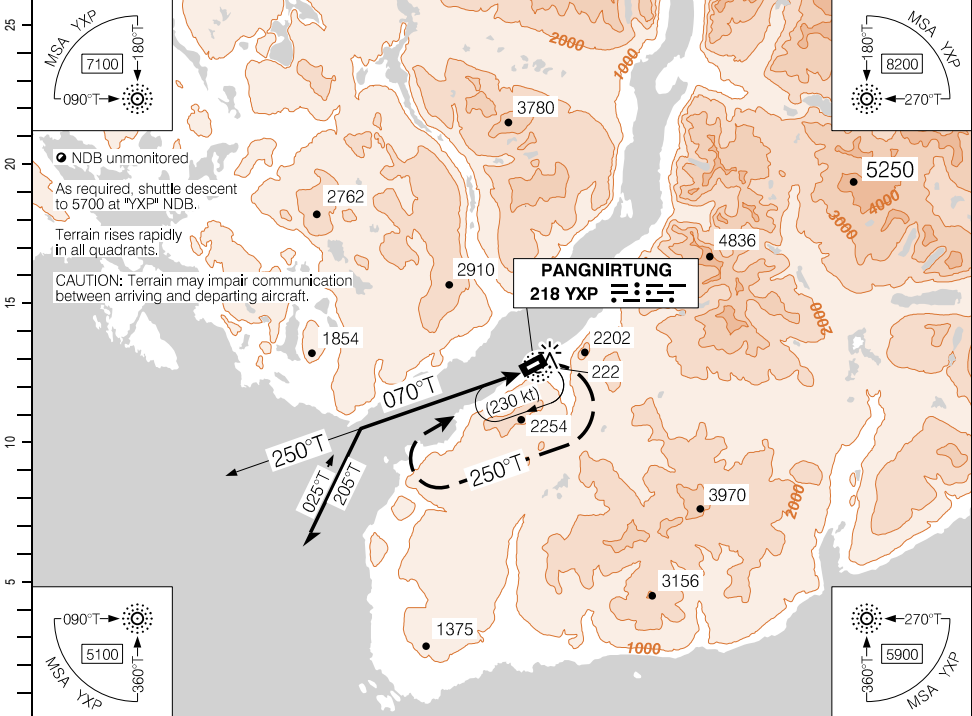 25
20
15
10
5
MSA YXP
7100
180°T
090°T
MSA YXP
8200
180°T
270°T
NDB unmonitored
As required, shuttle descent
to 5700 at "YXP" NDB.
Terrain rises rapidly
in all quadrants.
CAUTION: Terrain may impair communication
between arriving and departing aircraft.
2000
1000
3780
2762
5250
4000
3000
4836
2910
PANGNIRTUNG
218 YXP
2000
1854
2202
222
070°T
(230 kt)
2254
250°T
250°T
025°T
205°T
3970
2000
3156
1375
1000
090°T
5100
360°T
MSA YXP
270°T
5900
360°T
MSA YXP